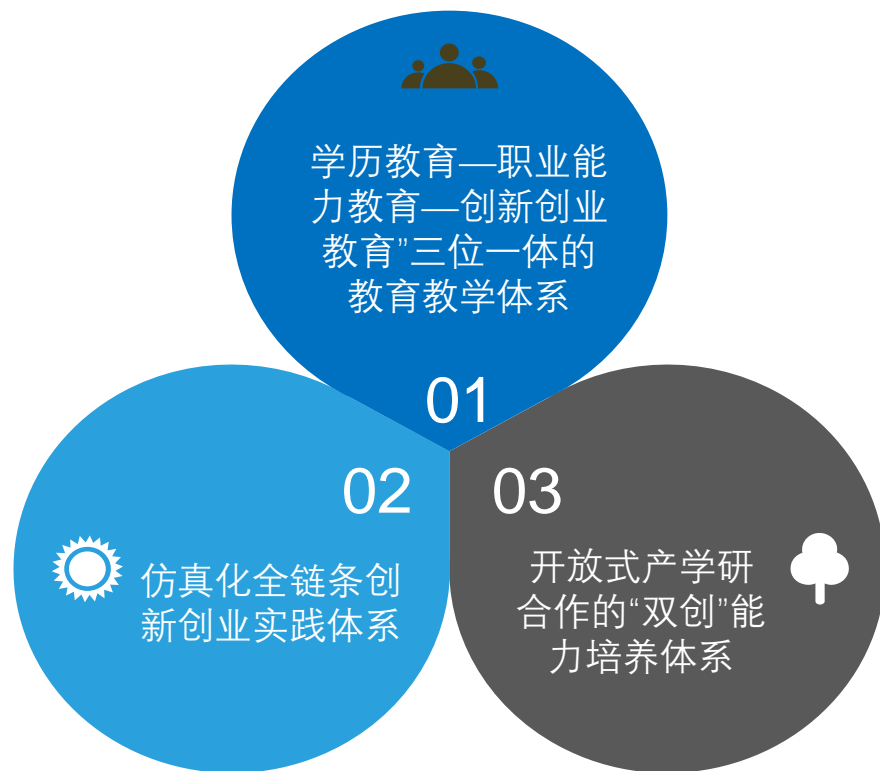 学历教育—职业能
力教育—创新创业
教育”三位一体的
教育教学体系
01
02
仿真化全链条创
新创业实践体系
03
开放式产学研
合作的“双创”能
力培养体系